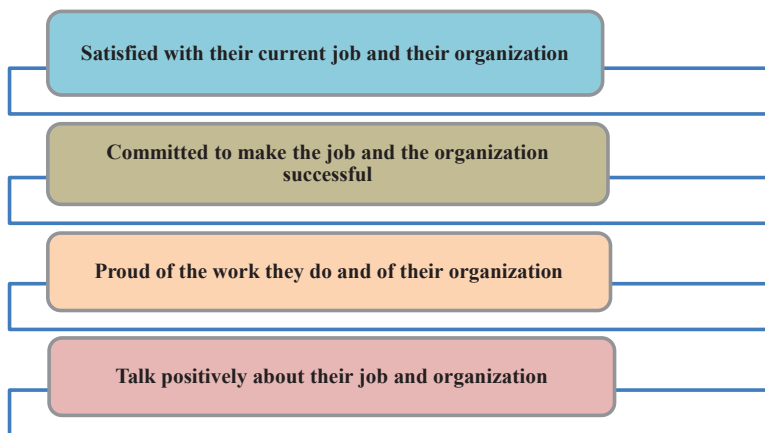 Satisfied with their current job and their organization
Committed to make the job and the organization
successful
Proud of the work they do and of their organization
Talk positively about their job and organization